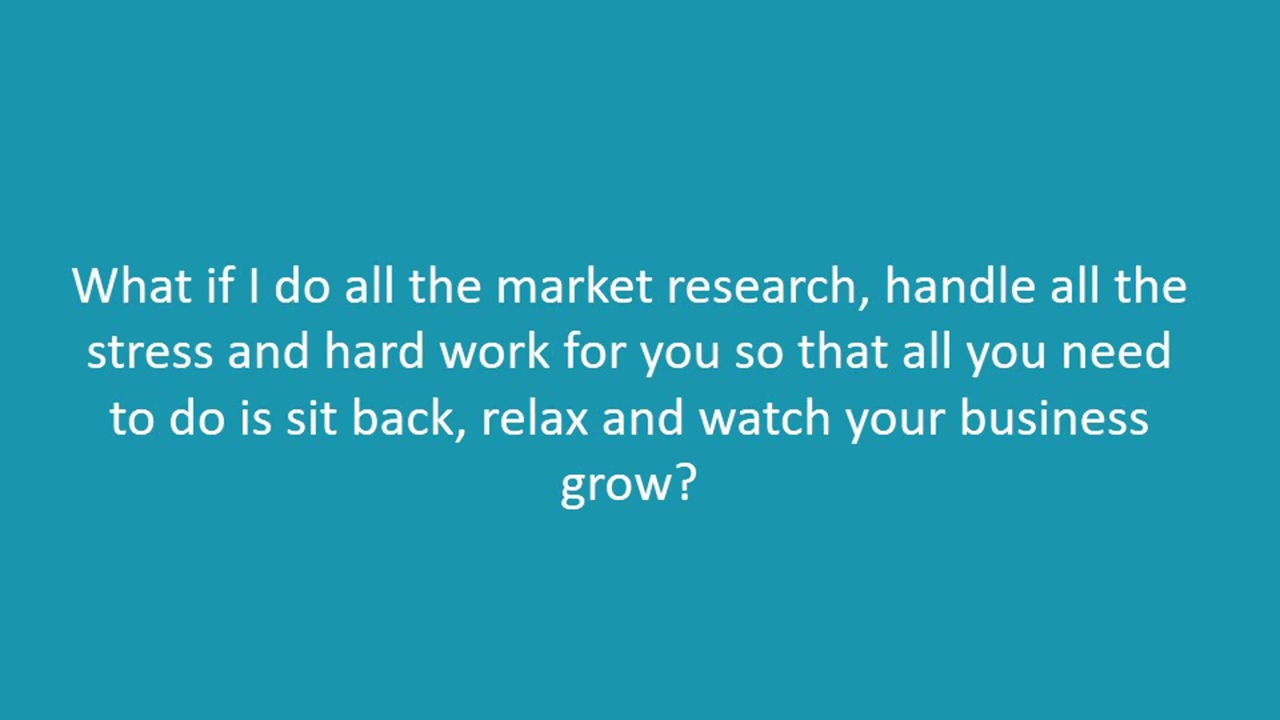 What if I do all the market research, handle all the
stress and hard work for you so that all you need
to do is sit back, relax and watch your business
grow?